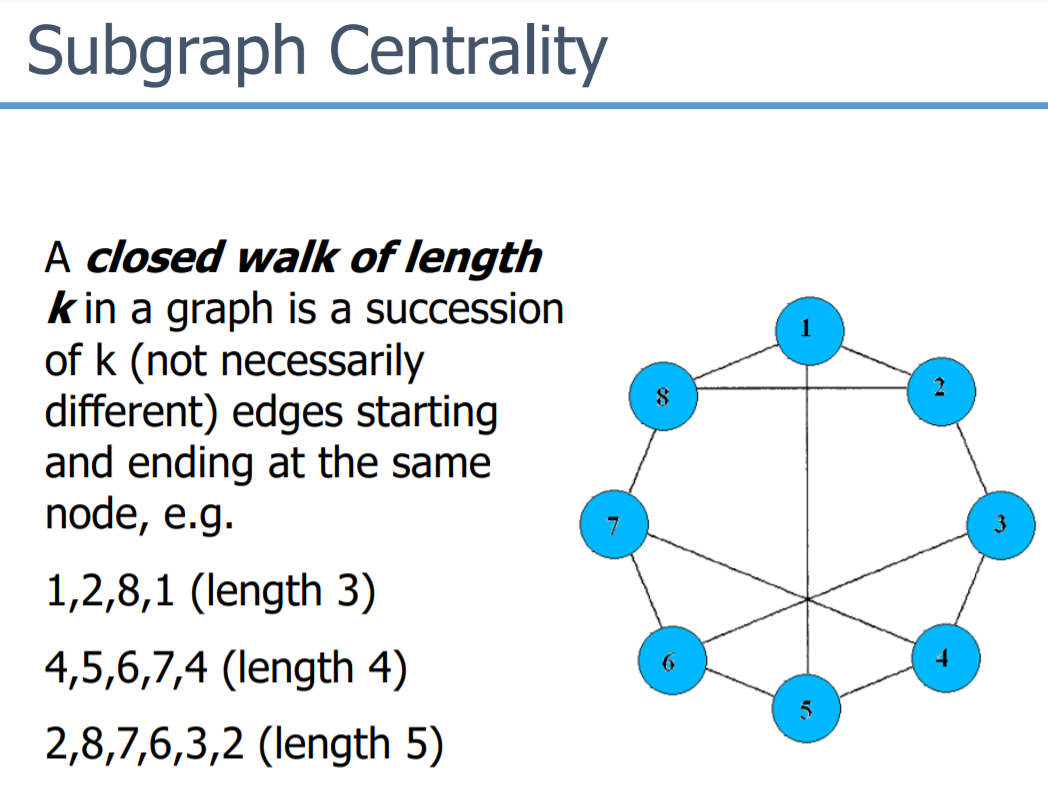 Subgraph Centrality
A closed walk of length
k in a graph is a succession
of k (not necessarily
different) edges starting
and ending at the same
node, e.g.
1,2,8,1 (length 3)
4,5,6,7,4 (length 4)
2,8,7,6,3,2 (length 5)
1
2
8
3
7
4
6
5